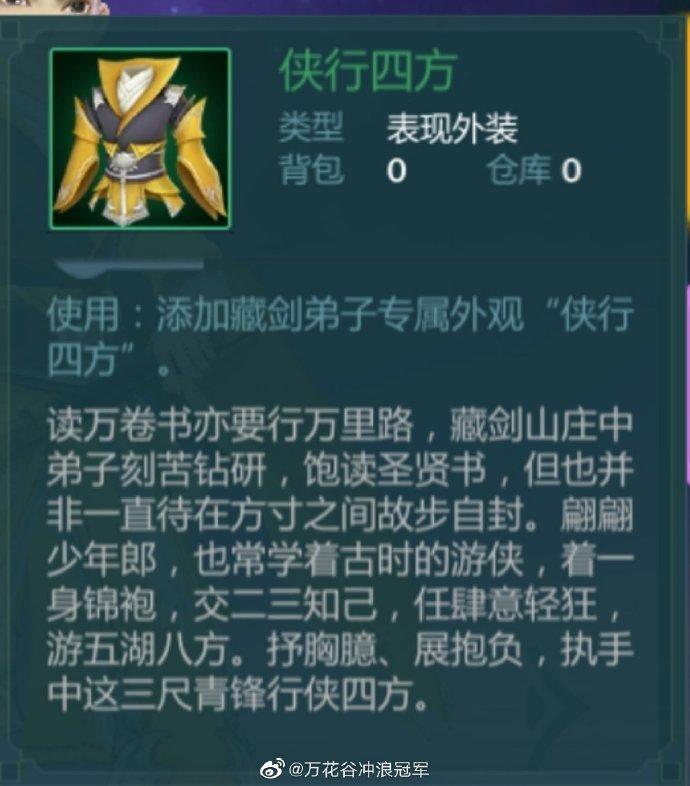 侠行四方
类型 表现外装
背包 0 仓库 0
使用：添加藏剑弟子专属外观“侠行
四方”。
读万卷书亦要行万里路，藏剑山庄中
弟子刻苦钻研，饱读圣贤书，但也并
非一直待在方寸之间故步自封。翩翩
少年郎，也常学着古时的游侠，着一
身锦袍，交二三知己，任肆意轻狂，
游五湖八方。抒胸臆、展抱负，执手
中这三尺青锋行侠四方。
@万花谷冲浪冠军